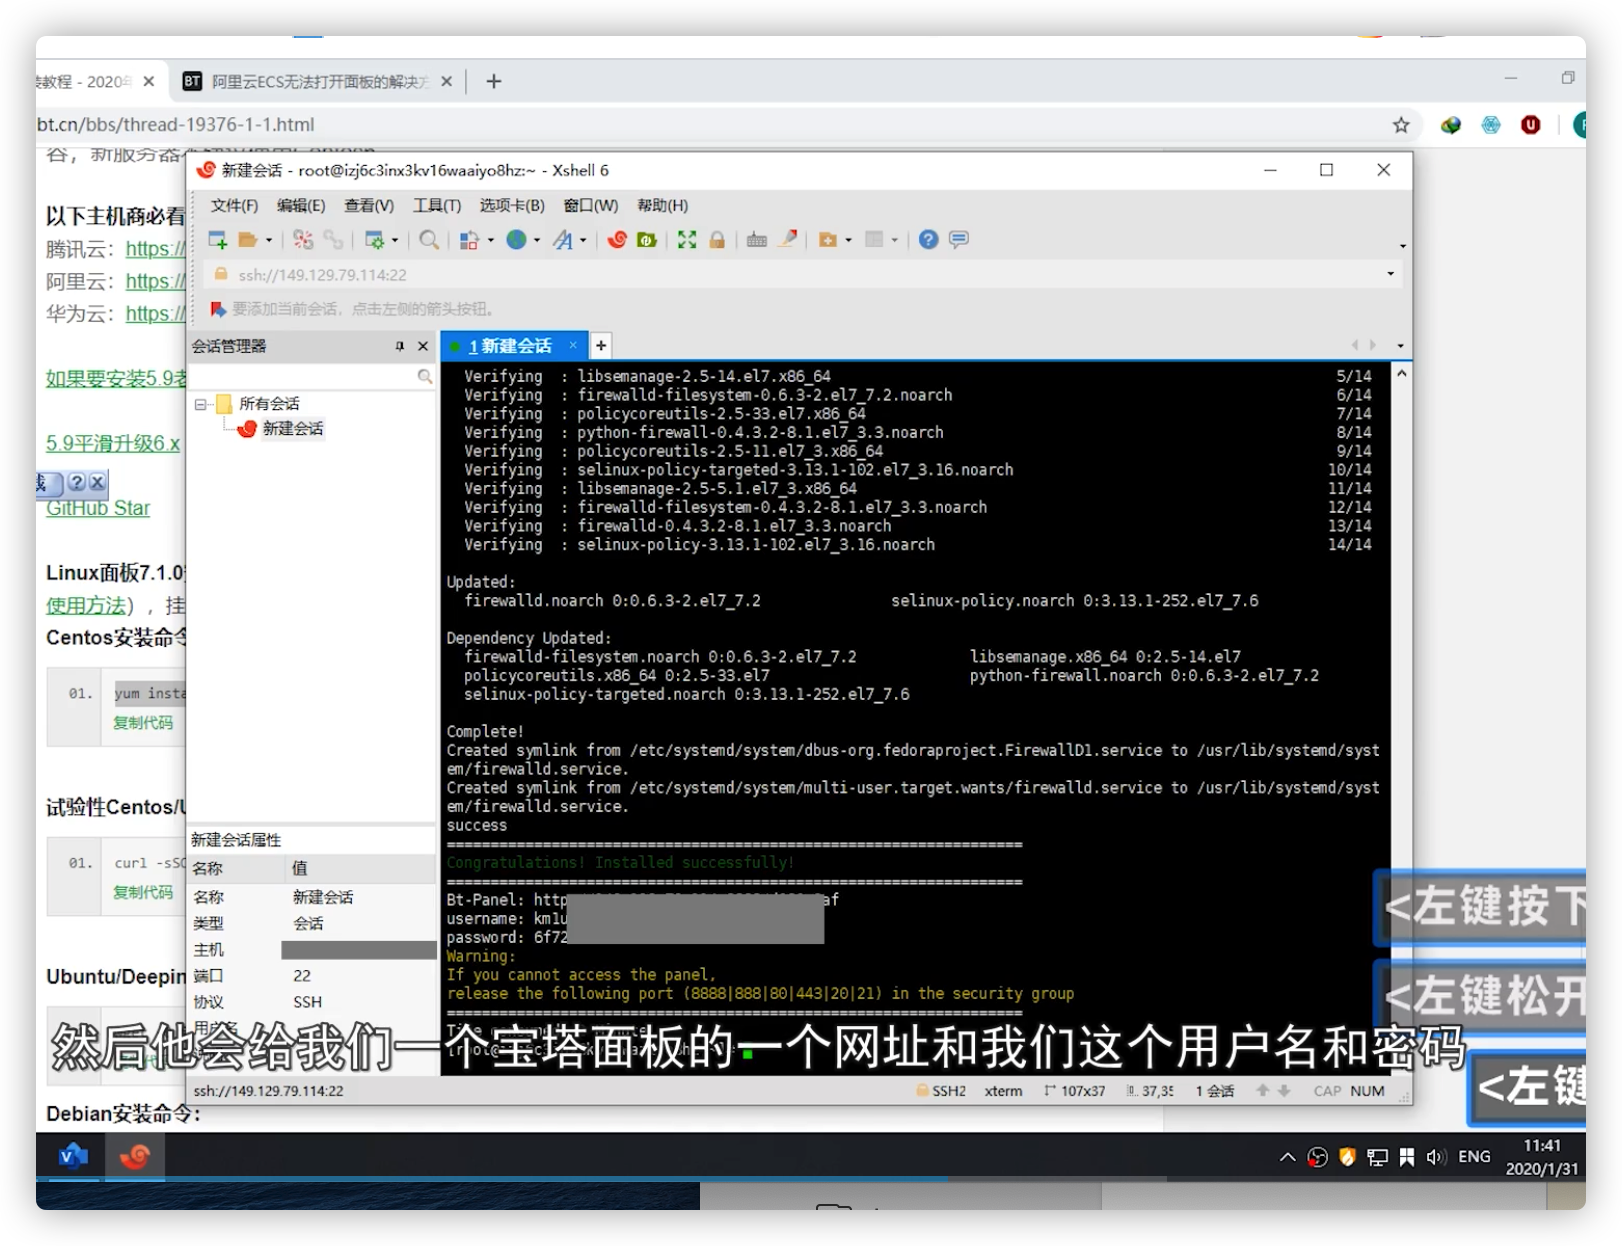 装教程 - 2020年
BT 阿里云ECS无法打开面板的解决方
bt.cn/bbs/thread-19376-1-1.html
以下主机商必看
腾讯云： https://
阿里云： https://
华为云： https://
如果要安装5.9老
5.9平滑升级6.x
GitHub Star
Linux面板7.1.0
使用方法），挂
Centos安装命令
01. yum insta
复制代码
试验性Centos/U
01. curl -sSO
复制代码
Ubuntu/Deepin
Debian安装命令：
新建会话 - root@izj6c3inx3kv16waaiyo8hz:~ - Xshell 6
文件(F) 编辑(E) 查看(V) 工具(T) 选项卡(B) 窗口(W) 帮助(H)
ssh://149.129.79.114:22
要添加当前会话，点击左侧的箭头按钮。
会话管理器
所有会话
新建会话
新建会话属性
名称 值
名称 新建会话
类型 会话
主机
端口 22
协议 SSH
1 新建会话
Verifying : libsemanage-2.5-14.el7.x86_64 5/14
Verifying : firewalld-filesystem-0.6.3-2.el7_7.2.noarch 6/14
Verifying : policycoreutils-2.5-33.el7.x86_64 7/14
Verifying : python-firewall-0.4.3.2-8.1.el7_3.3.noarch 8/14
Verifying : policycoreutils-2.5-11.el7_3.x86_64 9/14
Verifying : selinux-policy-targeted-3.13.1-102.el7_3.16.noarch 10/14
Verifying : libsemanage-2.5-5.1.el7_3.x86_64 11/14
Verifying : firewalld-filesystem-0.4.3.2-8.1.el7_3.3.noarch 12/14
Verifying : firewalld-0.4.3.2-8.1.el7_3.3.noarch 13/14
Verifying : selinux-policy-3.13.1-102.el7_3.16.noarch 14/14
Updated:
firewalld.noarch 0:0.6.3-2.el7_7.2 selinux-policy.noarch 0:3.13.1-252.el7_7.6
Dependency Updated:
firewalld-filesystem.noarch 0:0.6.3-2.el7_7.2 libsemanage.x86_64 0:2.5-14.el7
policycoreutils.x86_64 0:2.5-33.el7 python-firewall.noarch 0:0.6.3-2.el7_7.2
selinux-policy-targeted.noarch 0:3.13.1-252.el7_7.6
Complete!
Created symlink from /etc/systemd/system/dbus-org.fedoraproject.FirewallD1.service to /usr/lib/systemd/syst
em/firewalld.service.
Created symlink from /etc/systemd/system/multi-user.target.wants/firewalld.service to /usr/lib/systemd/syst
em/firewalld.service.
success
==================================================================
Congratulations! Installed successfully!
==================================================================
Bt-Panel: http af
username: km1u
password: 6f72
Warning:
If you cannot access the panel,
release the following port (8888|888|80|443|20|21) in the security group
==================================================================
然后他会给我们一个宝塔面板的一个网址和我们这个用户名和密码
ssh://149.129.79.114:22 SSH2 xterm 107x37 37,35 1 会话 CAP NUM
<左键按下
<左键松开
<左键
ENG
11:41
2020/1/31